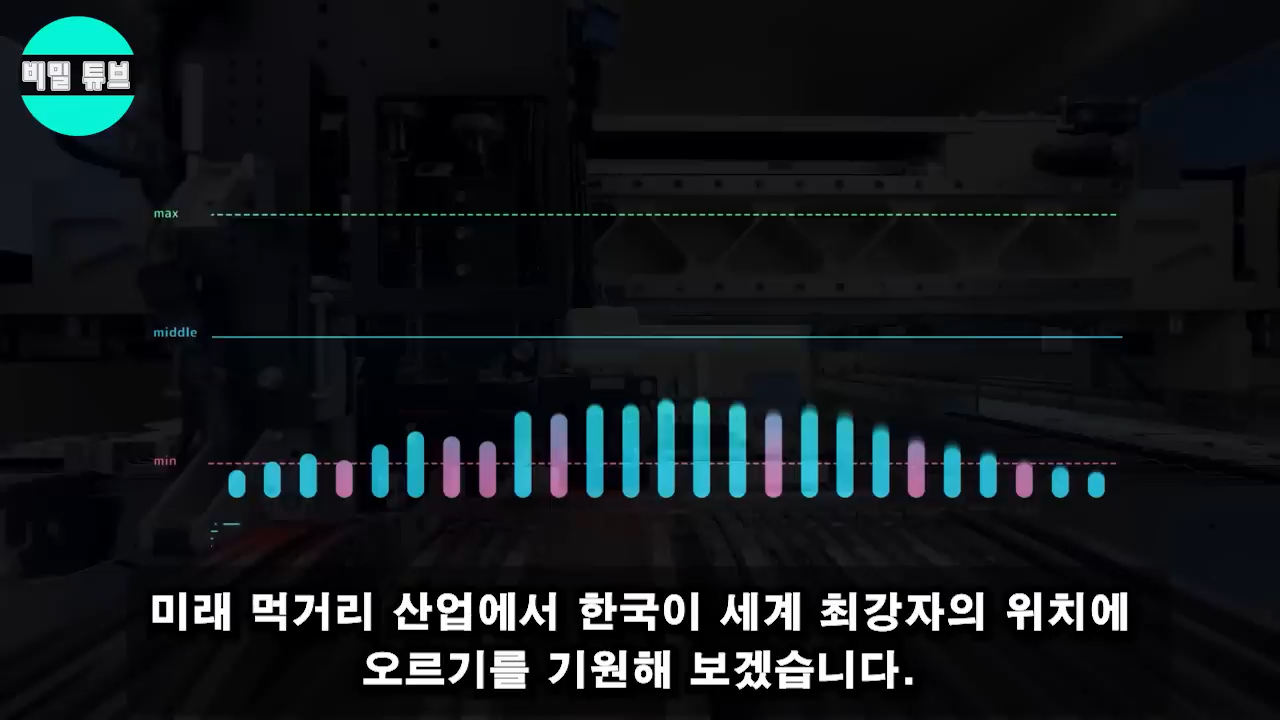 비밀 튜브
max
middle
min
미래 먹거리 산업에서 한국이 세계 최강자의 위치에
오르기를 기원해 보겠습니다.